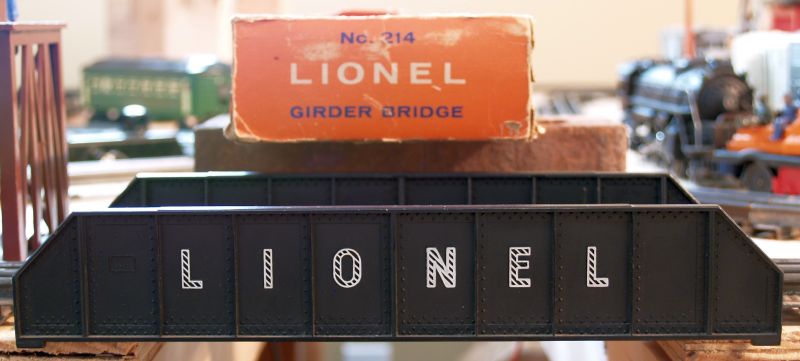 No. 214
LIONEL
GIRDER BRIDGE
LIONEL